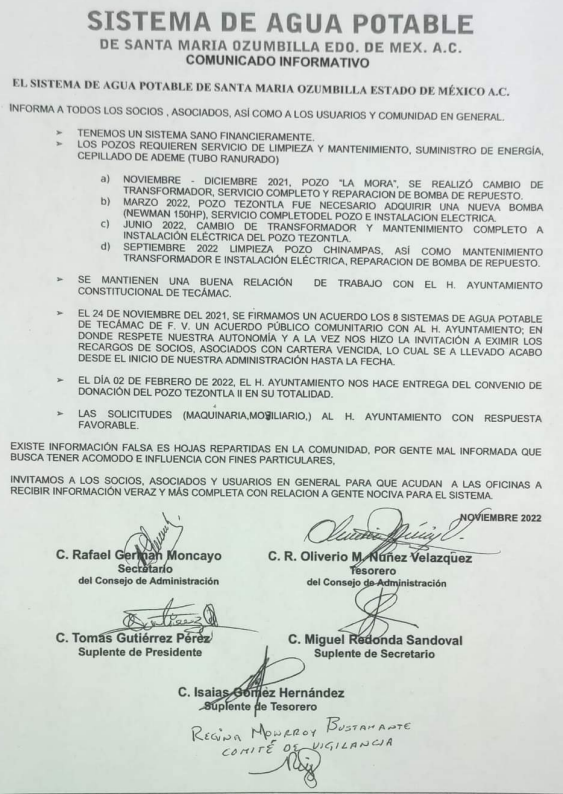 SISTEMA DE AGUA POTABLE
DE SANTA MARIA OZUMBILLA EDO. DE MEX. A.C.
COMUNICADO INFORMATIVO
EL SISTEMA DE AGUA POTABLE DE SANTA MARIA OZUMBILLA ESTADO DE MÉXICO A.C.
INFORMA A TODOS LOS SOCIOS , ASOCIADOS, ASÍ COMO A LOS USUARIOS Y COMUNIDAD EN GENERAL.
➢ TENEMOS UN SISTEMA SANO FINANCIERAMENTE.
➢ LOS POZOS REQUIEREN SERVICIO DE LIMPIEZA Y MANTENIMIENTO, SUMINISTRO DE ENERGÍA,
CEPILLADO DE ADEME (TUBO RANURADO)
a) NOVIEMBRE - DICIEMBRE 2021, POZO "LA MORA", SE REALIZÓ CAMBIO DE
TRANSFORMADOR, SERVICIO COMPLETO Y REPARACION DE BOMBA DE REPUESTO.
b) MARZO 2022, POZO TEZONTLA FUE NECESARIO ADQUIRIR UNA NUEVA BOMBA
(NEWMAN 150HP), SERVICIO COMPLETODEL POZO E INSTALACION ELECTRICA.
c) JUNIO 2022, CAMBIO DE TRANSFORMADOR Y MANTENIMIENTO COMPLETO A
INSTALACIÓN ELÉCTRICA DEL POZO TEZONTLA.
d) SEPTIEMBRE 2022 LIMPIEZA POZO CHINAMPAS, ASÍ COMO MANTENIMIENTO
TRANSFORMADOR E INSTALACIÓN ELÉCTRICA, REPARACION DE BOMBA DE REPUESTO.
➢ SE MANTIENEN UNA BUENA RELACIÓN DE TRABAJO CON EL H. AYUNTAMIENTO
CONSTITUCIONAL DE TECÁMAC.
➢ EL 24 DE NOVIEMBRE DEL 2021, SE FIRMAMOS UN ACUERDO LOS 8 SISTEMAS DE AGUA POTABLE
DE TECÁMAC DE F. V. UN ACUERDO PÚBLICO COMUNITARIO CON AL H. AYUNTAMIENTO; EN
DONDE RESPETE NUESTRA AUTONOMÍA Y A LA VEZ NOS HIZO LA INVITACIÓN A EXIMIR LOS
RECARGOS DE SOCIOS, ASOCIADOS CON CARTERA VENCIDA, LO CUAL SE A LLEVADO ACABO
DESDE EL INICIO DE NUESTRA ADMINISTRACIÓN HASTA LA FECHA.
➢ EL DÍA 02 DE FEBRERO DE 2022, EL H. AYUNTAMIENTO NOS HACE ENTREGA DEL CONVENIO DE
DONACIÓN DEL POZO TEZONTLA II EN SU TOTALIDAD.
➢ LAS SOLICITUDES (MAQUINARIA,MOBILIARIO,) AL H. AYUNTAMIENTO CON RESPUESTA
FAVORABLE.
EXISTE INFORMACIÓN FALSA ES HOJAS REPARTIDAS EN LA COMUNIDAD, POR GENTE MAL INFORMADA QUE
BUSCA TENER ACOMODO E INFLUENCIA CON FINES PARTICULARES,
INVITAMOS A LOS SOCIOS, ASOCIADOS Y USUARIOS EN GENERAL PARA QUE ACUDAN A LAS OFICINAS A
RECIBIR INFORMACIÓN VERAZ Y MÁS COMPLETA CON RELACION A GENTE NOCIVA PARA EL SISTEMA.
NOVIEMBRE 2022
C. Rafael Germán Moncayo
Secretario
del Consejo de Administración
C. R. Oliverio M. Nuñez Velazquez
Tesorero
del Consejo de Administración
C. Tomas Gutiérrez Pérez
Suplente de Presidente
C. Miguel Redonda Sandoval
Suplente de Secretario
C. Isaias Gómez Hernández
Suplente de Tesorero
REGINA MONRROY BUSTAMANTE
COMITÉ DE VIGILANCIA